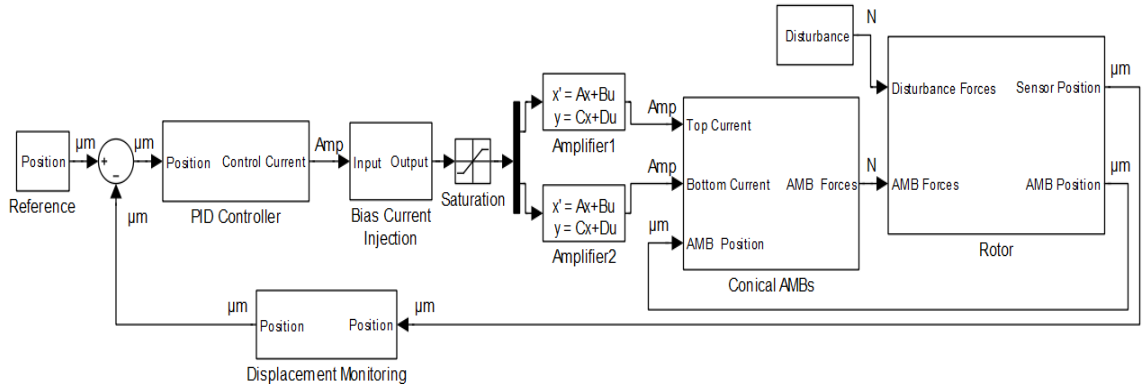 Disturbance
N
µm
Disturbance Forces
Sensor Position
AMB Forces
AMB Position
µm
Rotor
x' = Ax+Bu
y = Cx+Du
Amplifier1
Amp
Top Current
Amp
Bottom Current
AMB Forces
N
µm
AMB Position
Conical AMBs
x' = Ax+Bu
y = Cx+Du
Amplifier2
Position
Reference
µm
+
−
µm
Position
Control Current
PID Controller
Amp
Input
Output
Bias Current
Injection
Saturation
µm
µm
Position
Position
µm
Displacement Monitoring